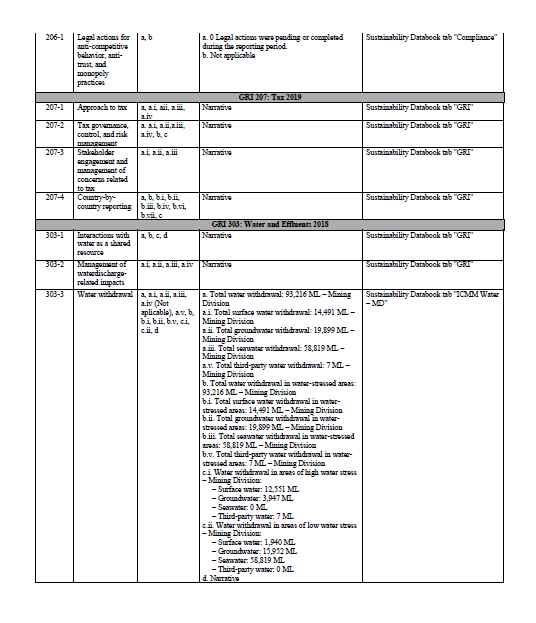 206-1 Legal actions for anti-competitive behavior, anti-trust, and monopoly practices a, b a. 0 Legal actions were pending or completed during the reporting period. b. Not applicable Sustainability Databook tab "Compliance"
GRI 207: Tax 2019
207-1 Approach to tax a, a.i, aii, a.iii, a.iv Narrative Sustainability Databook tab "GRI"
207-2 Tax governance, control, and risk management a. a.i, a.ii,a.iii, a.iv, b, c Narrative Sustainability Databook tab "GRI"
207-3 Stakeholder engagement and management of concerns related to tax a.i, a.ii, a.iii Narrative Sustainability Databook tab "GRI"
207-4 Country-by-country reporting a, b, b.i, b.ii, b.iii, b.iv, b.vi, b.vii, c Narrative Sustainability Databook tab "GRI"
GRI 303: Water and Effluents 2018
303-1 Interactions with water as a shared resource a, b, c, d Narrative Sustainability Databook tab "GRI"
303-2 Management of waterdischarge-related impacts a.i, a.ii, a.iii, a.iv Narrative Sustainability Databook tab "GRI"
303-3 Water withdrawal a, a.i, a.ii, a.iii, a.iv (Not aplicable), a.v, b, b.i, b.ii, b.v, c.i, c.ii, d
a. Total water withdrawal: 93,216 ML – Mining Division
a.i. Total surface water withdrawal: 14,491 ML – Mining Division
a.ii. Total groundwater withdrawal: 19,899 ML – Mining Division
a.iii. Total seawater withdrawal: 58,819 ML – Mining Division
a.v. Total third-party water withdrawal: 7 ML – Mining Division
b. Total water withdrawal in water-stressed areas: 93,216 ML – Mining Division
b.i. Total surface water withdrawal in water-stressed areas: 14,491 ML – Mining Division
b.ii. Total groundwater withdrawal in water-stressed areas: 19,899 ML – Mining Division
b.iii. Total seawater withdrawal in water-stressed areas: 58,819 ML – Mining Division
b.v. Total third-party water withdrawal in water-stressed areas: 7 ML – Mining Division
c.i. Water withdrawal in areas of high water stress – Mining Division:
– Surface water: 12,551 ML
– Groundwater: 3,947 ML
– Seawater: 0 ML
– Third-party water: 7 ML
c.ii. Water withdrawal in areas of low water stress – Mining Division:
– Surface water: 1,940 ML
– Groundwater: 15,952 ML
– Seawater: 58,819 ML
– Third-party water: 0 ML
d. Narrative
Sustainability Databook tab "ICMM Water – MD"